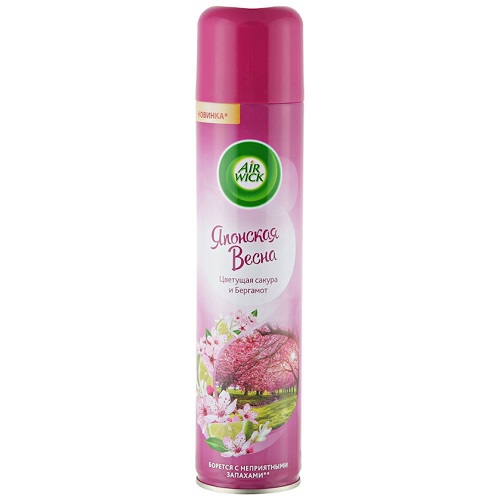 НОВИНКА*
AIR
WICK
Японская
Весна
Цветущая сакура
и Бергамот
БОРЕТСЯ С НЕПРИЯТНЫМИ
ЗАПАХАМИ**